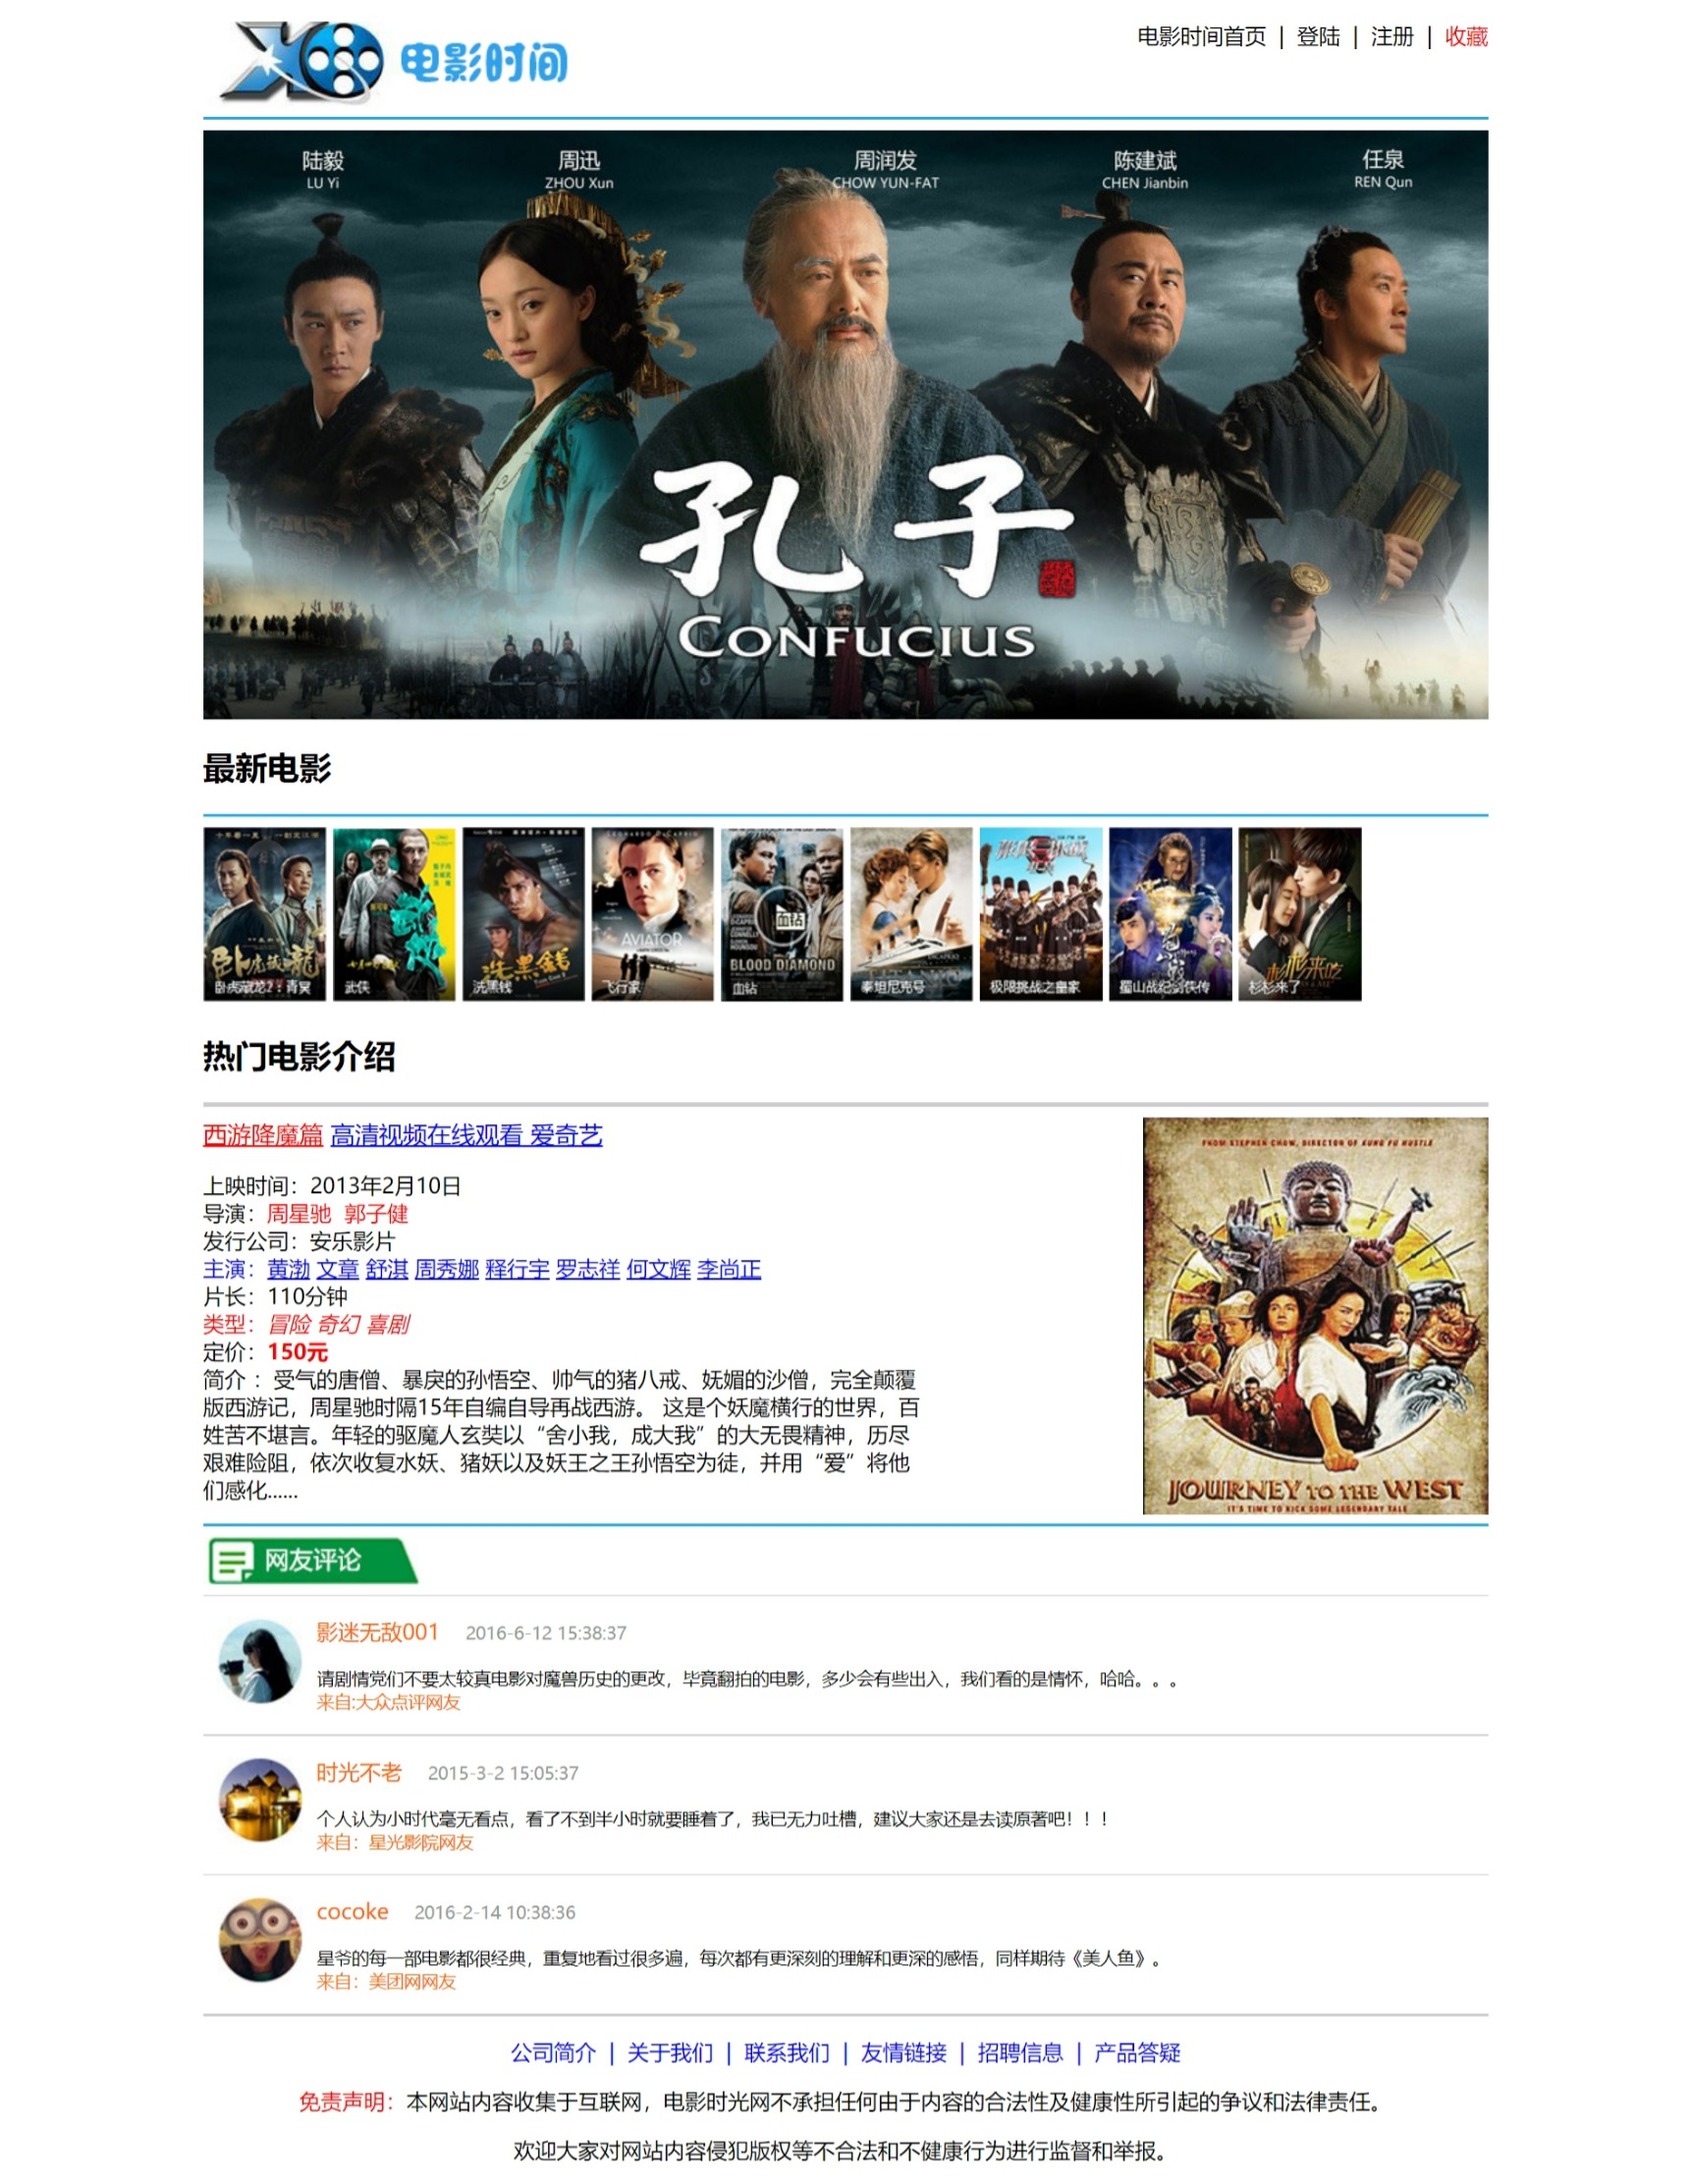 电影时间
电影时间首页 | 登陆 | 注册 | 收藏
陆毅
LU Yi
周迅
ZHOU Xun
周润发
CHOW YUN-FAT
陈建斌
CHEN Jianbin
任泉
REN Qun
孔子
CONFUCIUS
最新电影
卧虎藏龙2：青冥
武侠
洗黑钱
AVIATOR
飞行家
血钻
BLOOD DIAMOND
血钻
TITANIC
泰坦尼克号
极限挑战之皇家
蜀山战纪剑侠传
杉杉来吃
杉杉来了
热门电影介绍
西游降魔篇 高清视频在线观看 爱奇艺
上映时间：2013年2月10日
导演：周星驰 郭子健
发行公司：安乐影片
主演：黄渤 文章 舒淇 周秀娜 释行宇 罗志祥 何文辉 李尚正
片长：110分钟
类型：冒险 奇幻 喜剧
定价：150元
简介 ：受气的唐僧、暴戾的孙悟空、帅气的猪八戒、妩媚的沙僧，完全颠覆
版西游记，周星驰时隔15年自编自导再战西游。 这是个妖魔横行的世界，百
姓苦不堪言。年轻的驱魔人玄奘以“舍小我，成大我”的大无畏精神，历尽
艰难险阻，依次收复水妖、猪妖以及妖王之王孙悟空为徒，并用“爱”将他
们感化......
FROM STEPHEN CHOW, DIRECTOR OF KUNG FU HUSTLE
JOURNEY TO THE WEST
IT'S TIME TO KICK SOME LEGENDARY TALE
网友评论
影迷无敌001 2016-6-12 15:38:37
请剧情党们不要太较真电影对魔兽历史的更改，毕竟翻拍的电影，多少会有些出入，我们看的是情怀，哈哈。。。
来自:大众点评网友
时光不老 2015-3-2 15:05:37
个人认为小时代毫无看点，看了不到半小时就要睡着了，我已无力吐槽，建议大家还是去读原著吧！！！
来自：星光影院网友
cocoke 2016-2-14 10:38:36
星爷的每一部电影都很经典，重复地看过很多遍，每次都有更深刻的理解和更深的感悟，同样期待《美人鱼》。
来自：美团网网友
公司简介 | 关于我们 | 联系我们 | 友情链接 | 招聘信息 | 产品答疑
免责声明：本网站内容收集于互联网，电影时光网不承担任何由于内容的合法性及健康性所引起的争议和法律责任。
欢迎大家对网站内容侵犯版权等不合法和不健康行为进行监督和举报。